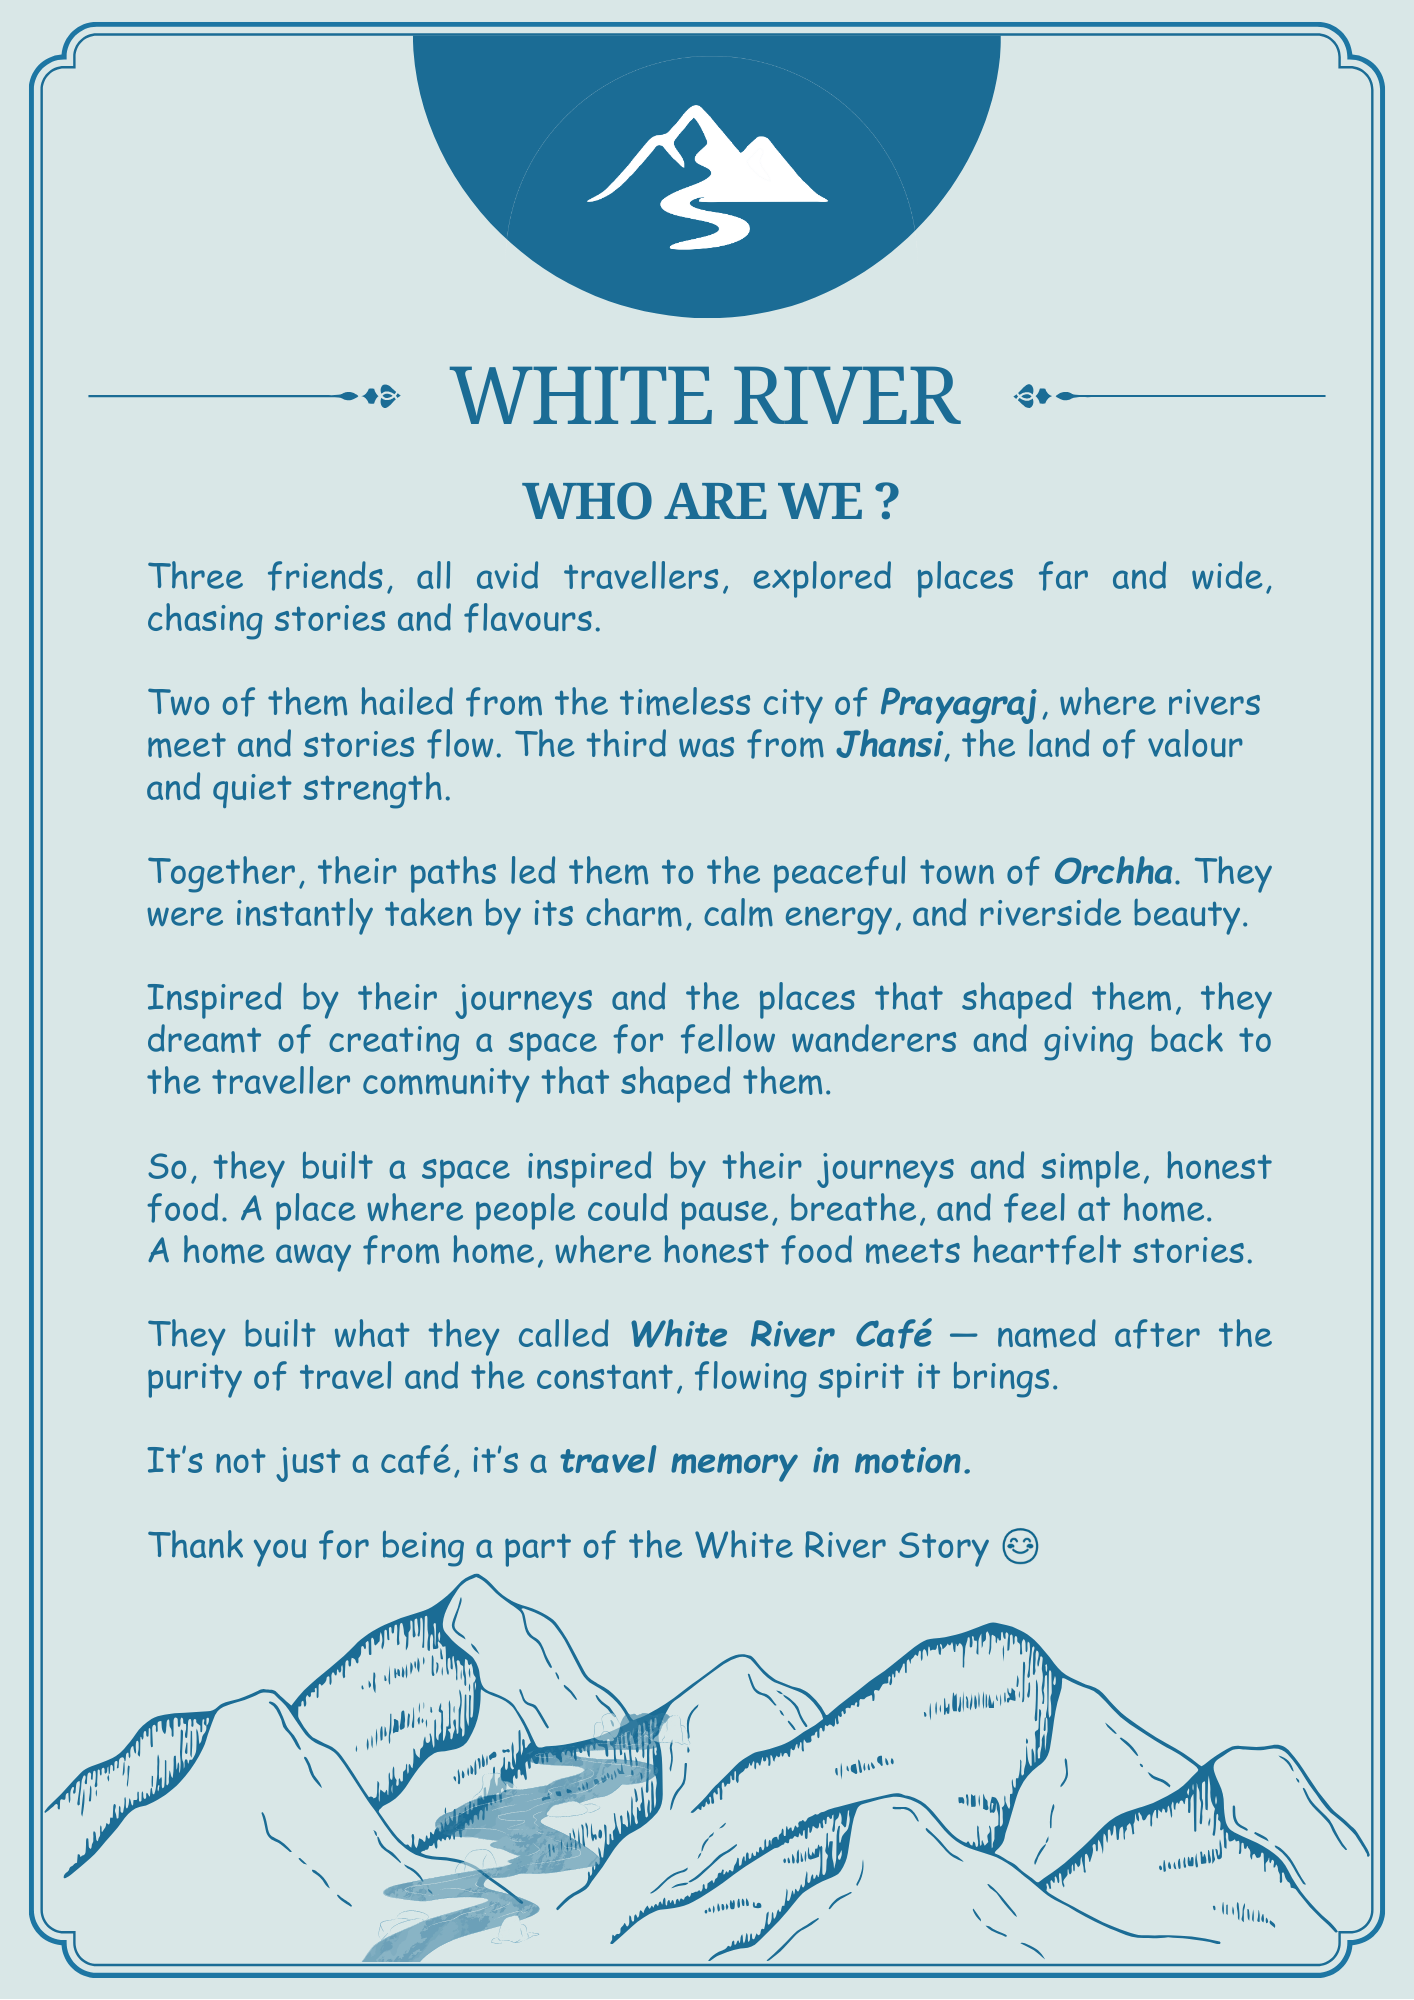 WHITE RIVER
WHO ARE WE ?
Three friends, all avid travellers, explored places far and wide,
chasing stories and flavours.
Two of them hailed from the timeless city of Prayagraj, where rivers
meet and stories flow. The third was from Jhansi, the land of valour
and quiet strength.
Together, their paths led them to the peaceful town of Orchha. They
were instantly taken by its charm, calm energy, and riverside beauty.
Inspired by their journeys and the places that shaped them, they
dreamt of creating a space for fellow wanderers and giving back to
the traveller community that shaped them.
So, they built a space inspired by their journeys and simple, honest
food. A place where people could pause, breathe, and feel at home.
A home away from home, where honest food meets heartfelt stories.
They built what they called White River Café — named after the
purity of travel and the constant, flowing spirit it brings.
It’s not just a café, it’s a travel memory in motion.
Thank you for being a part of the White River Story 😊